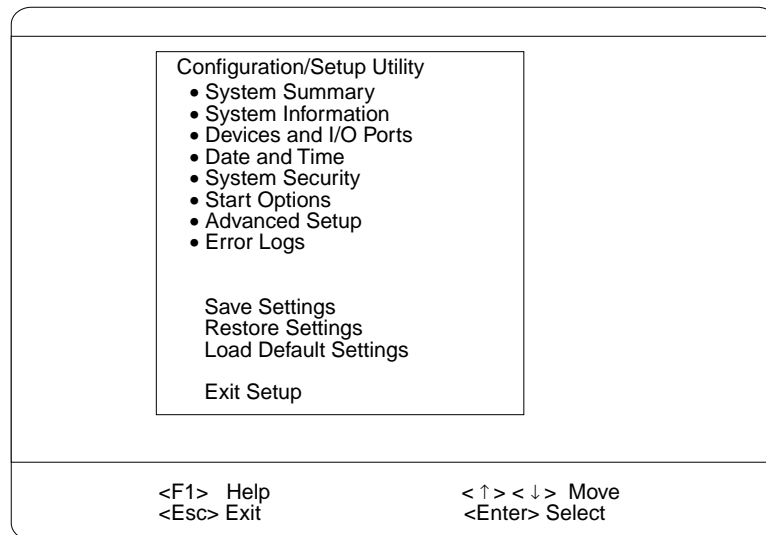 Configuration/Setup Utility
• System Summary
• System Information
• Devices and I/O Ports
• Date and Time
• System Security
• Start Options
• Advanced Setup
• Error Logs
Save Settings
Restore Settings
Load Default Settings
Exit Setup
<F1> Help <↑><↓> Move
<Esc> Exit <Enter> Select